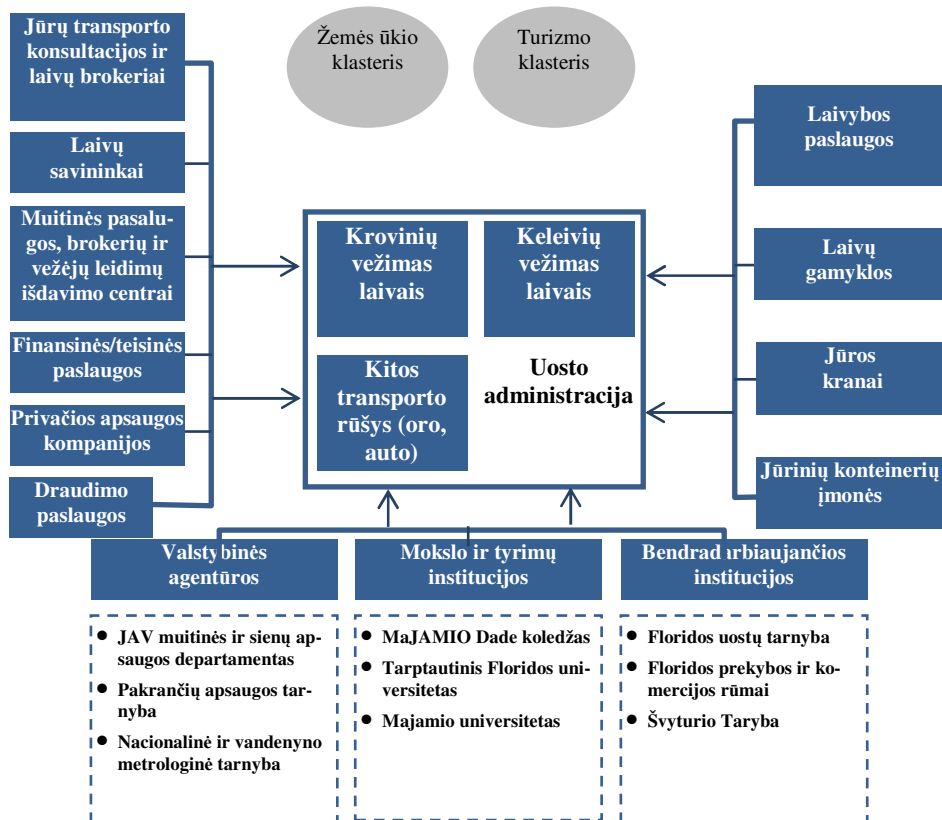 Jūrų transporto
konsultacijos ir
laivų brokeriai
Laivų
savininkai
Muitinės pasalu-
gos, brokerių ir
vežėjų leidimų
išdavimo centrai
Finansinės/teisinės
paslaugos
Privačios apsaugos
kompanijos
Draudimo
paslaugos
Žemės ūkio
klasteris
Turizmo
klasteris
Krovinių
vežimas
laivais
Keleivių
vežimas
laivais
Kitos
transporto
rūšys (oro,
auto)
Uosto
administracija
Laivybos
paslaugos
Laivų
gamyklos
Jūros
kranai
Jūrinių konteinerių
įmonės
Valstybinės
agentūros
Mokslo ir tyrimų
institucijos
Bendradarbiaujančios
institucijos
• JAV muitinės ir sienų ap-
saugos departamentas
• Pakrančių apsaugos tar-
nyba
• Nacionalinė ir vandenyno
metrologinė tarnyba
• MaJAMIO Dade koledžas
• Tarptautinis Floridos uni-
versitetas
• Majamio universitetas
• Floridos uostų tarnyba
• Floridos prekybos ir ko-
mercijos rūmai
• Švyturio Taryba